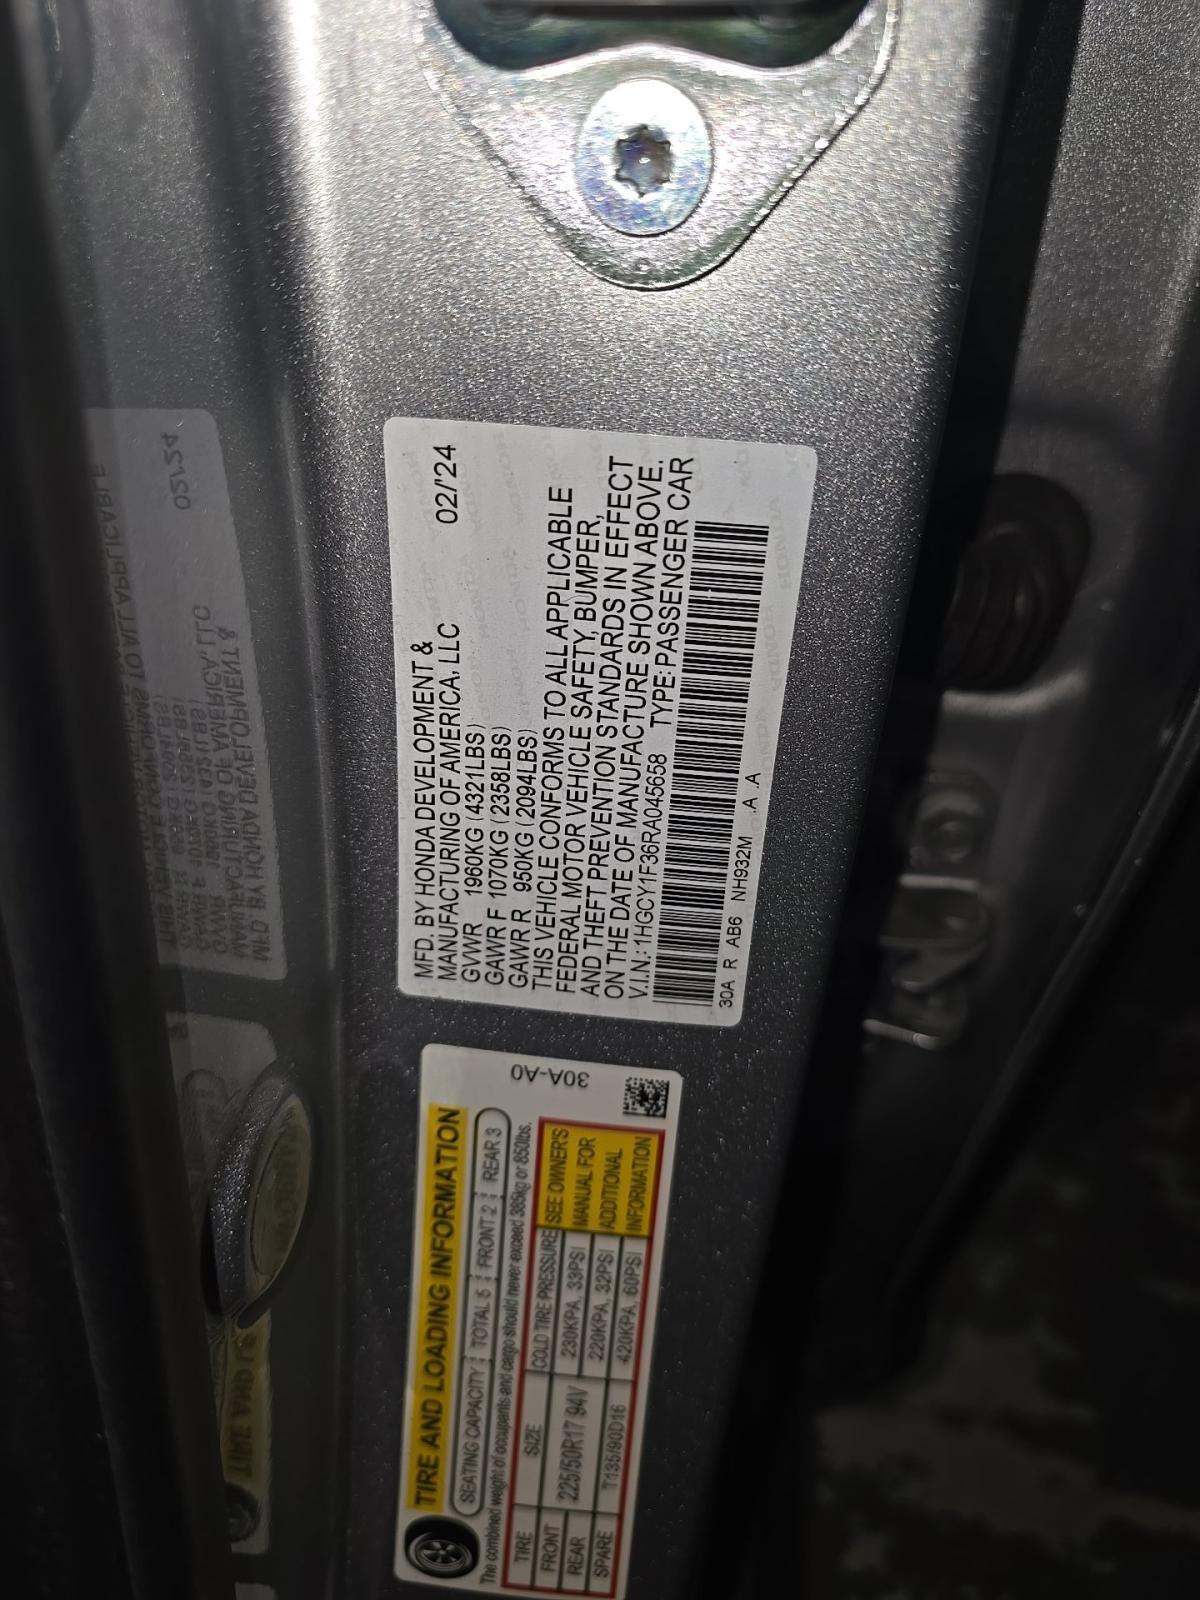 MFD. BY HONDA DEVELOPMENT &
MANUFACTURING OF AMERICA, LLC 02/'24
GVWR 1960KG (4321LBS)
GAWR F 1070KG (2358LBS)
GAWR R 950KG (2094LBS)
THIS VEHICLE CONFORMS TO ALL APPLICABLE
FEDERAL MOTOR VEHICLE SAFETY, BUMPER,
AND THEFT PREVENTION STANDARDS IN EFFECT
ON THE DATE OF MANUFACTURE SHOWN ABOVE.
V.I.N.: 1HGCY1F36RA045658 TYPE: PASSENGER CAR
30A R AB6 NH932M .A .A
TIRE AND LOADING INFORMATION
SEATING CAPACITY TOTAL 5 FRONT 2 REAR 3
The combined weight of occupants and cargo should never exceed 385kg or 850lbs.
TIRE SIZE COLD TIRE PRESSURE SEE OWNER'S
FRONT 225/50R17 94V 230KPA, 33PSI MANUAL FOR
REAR 220KPA, 32PSI ADDITIONAL
SPARE T135/90D16 420KPA, 60PSI INFORMATION
30A-A0